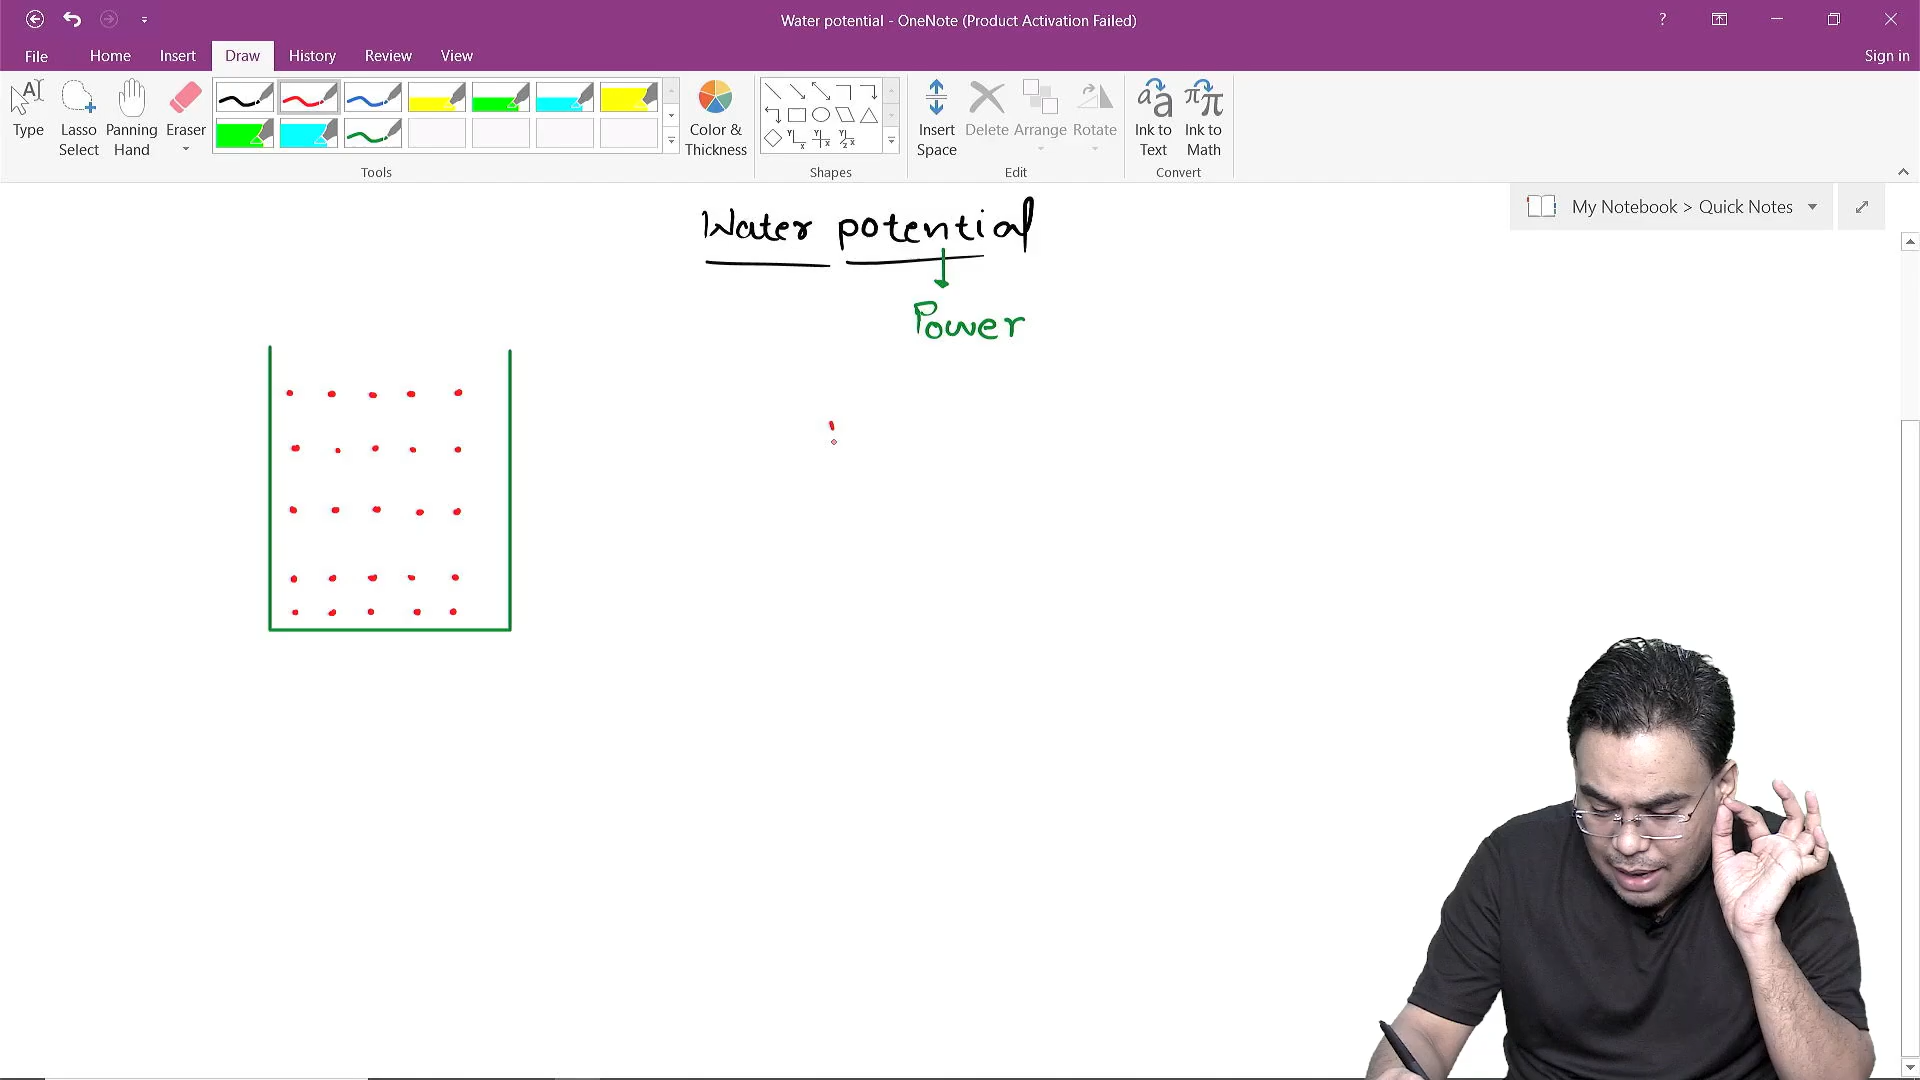 Water potential - OneNote (Product Activation Failed)
?
File Home Insert Draw History Review View Sign in
Type
Lasso Select
Panning Hand
Eraser
Color & Thickness
Insert Space
Delete
Arrange
Rotate
Ink to Text
Ink to Math
Tools Shapes Edit Convert
My Notebook > Quick Notes
Water potential
Power